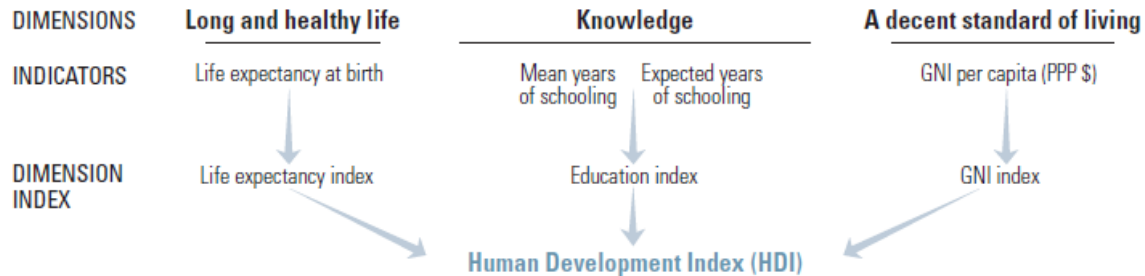 DIMENSIONS Long and healthy life Knowledge A decent standard of living
INDICATORS Life expectancy at birth Mean years Expected years GNI per capita (PPP $)
of schooling of schooling
DIMENSION Life expectancy index Education index GNI index
INDEX
Human Development Index (HDI)